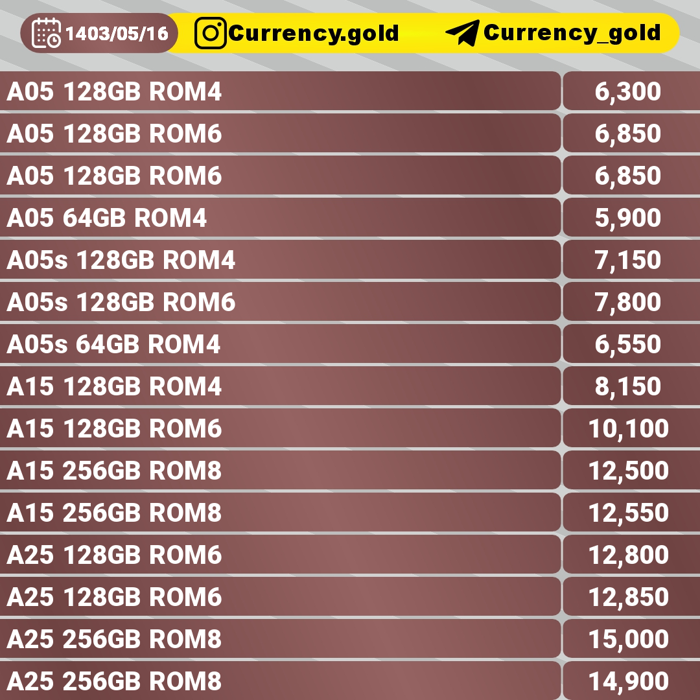 1403/05/16 Currency.gold Currency_gold
A05 128GB ROM4 6,300
A05 128GB ROM6 6,850
A05 128GB ROM6 6,850
A05 64GB ROM4 5,900
A05s 128GB ROM4 7,150
A05s 128GB ROM6 7,800
A05s 64GB ROM4 6,550
A15 128GB ROM4 8,150
A15 128GB ROM6 10,100
A15 256GB ROM8 12,500
A15 256GB ROM8 12,550
A25 128GB ROM6 12,800
A25 128GB ROM6 12,850
A25 256GB ROM8 15,000
A25 256GB ROM8 14,900